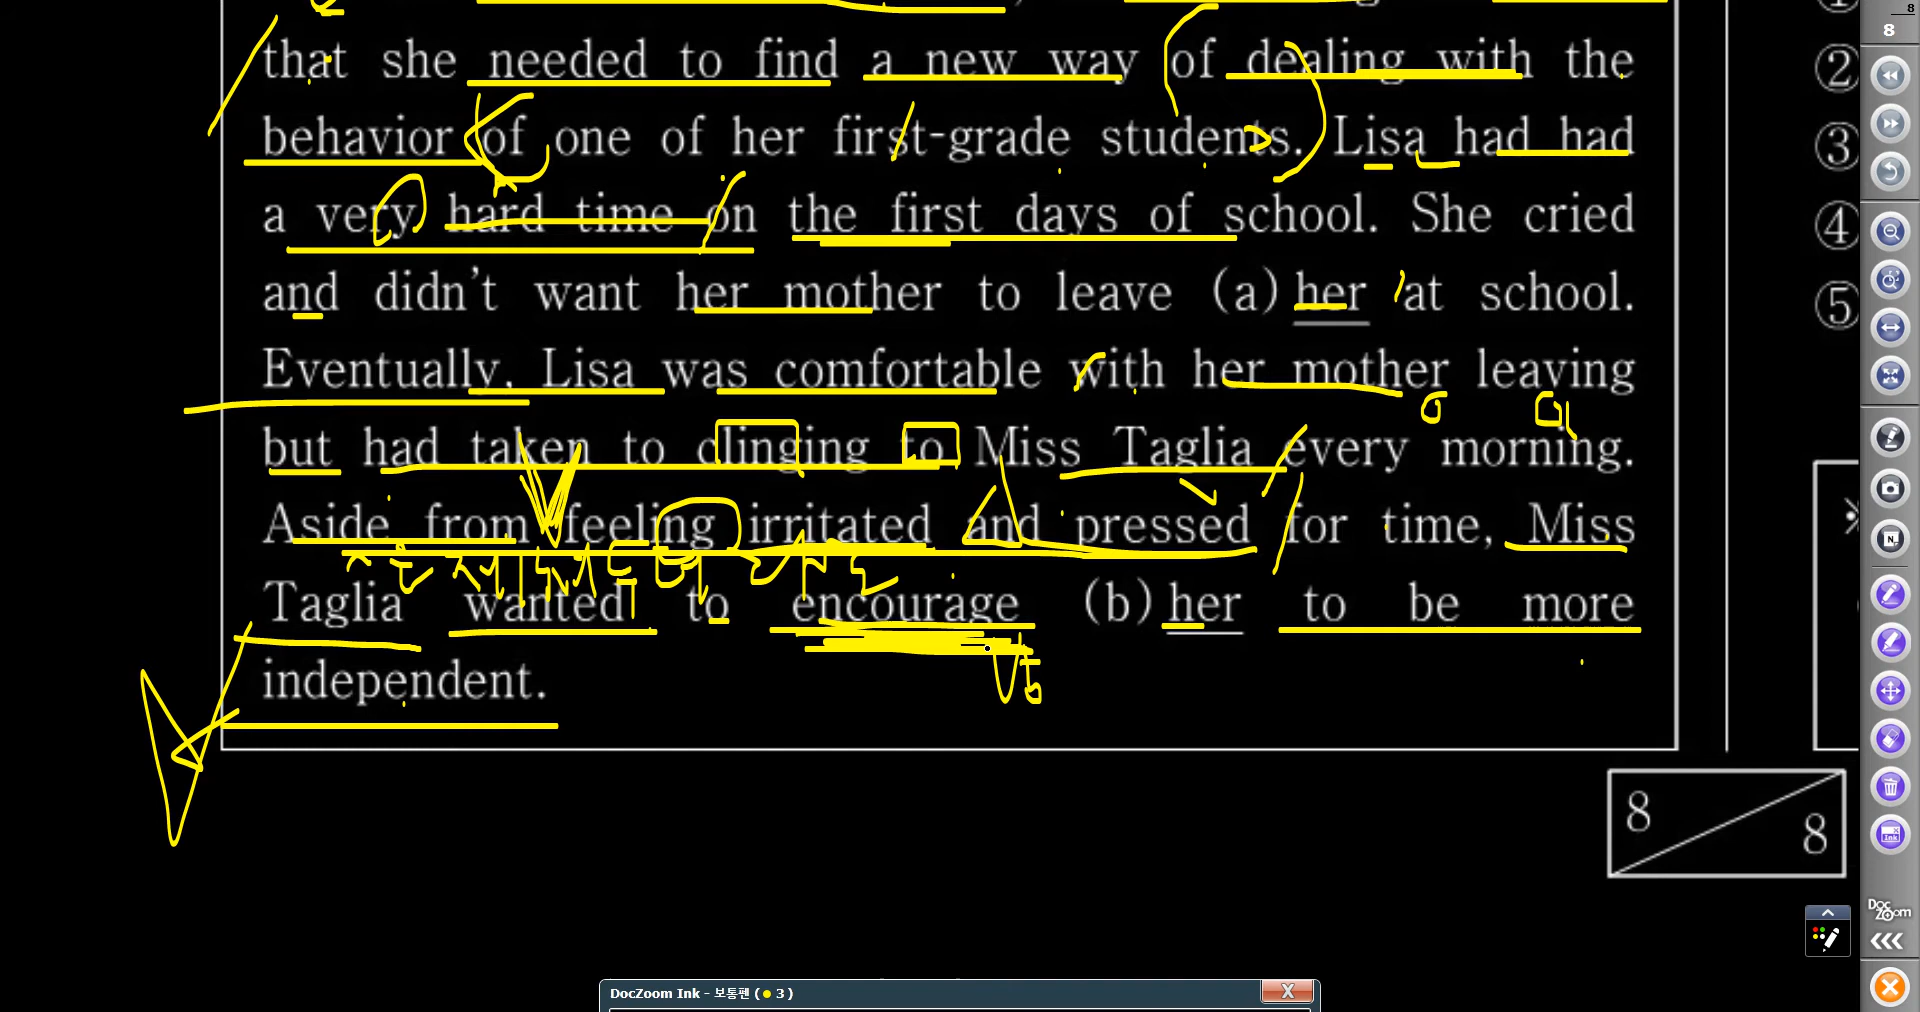 8
8
that she needed to find a new way of dealing with the
②
behavior of one of her first-grade students. Lisa had had
③
a very hard time on the first days of school. She cried
④
and didn't want her mother to leave (a) her at school.
⑤
Eventually, Lisa was comfortable with her mother leaving
but had taken to clinging to Miss Taglia every morning.
Aside from feeling irritated and pressed for time, Miss
Taglia wanted to encourage (b) her to be more
independent.
8
8
Doc
Zoom
DocZoom Ink - 보통펜 ( 3 )